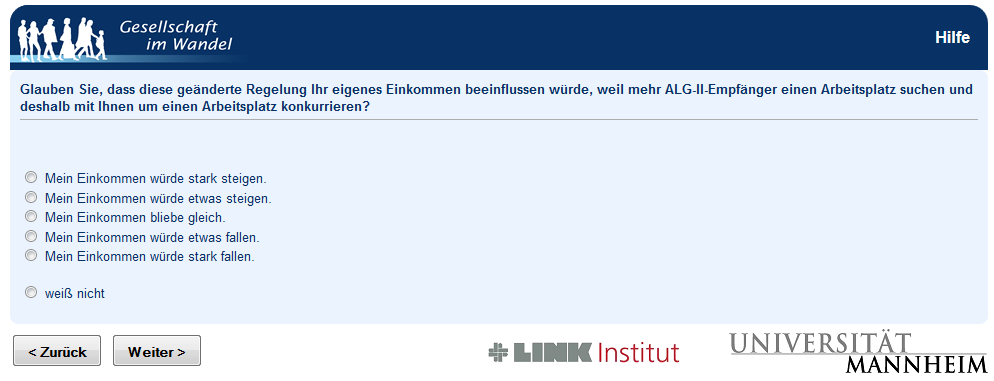 Gesellschaft
im Wandel
Hilfe
Glauben Sie, dass diese geänderte Regelung Ihr eigenes Einkommen beeinflussen würde, weil mehr ALG-II-Empfänger einen Arbeitsplatz suchen und
deshalb mit Ihnen um einen Arbeitsplatz konkurrieren?
Mein Einkommen würde stark steigen.
Mein Einkommen würde etwas steigen.
Mein Einkommen bliebe gleich.
Mein Einkommen würde etwas fallen.
Mein Einkommen würde stark fallen.
weiß nicht
< Zurück
Weiter >
LINK Institut
UNIVERSITÄT
MANNHEIM